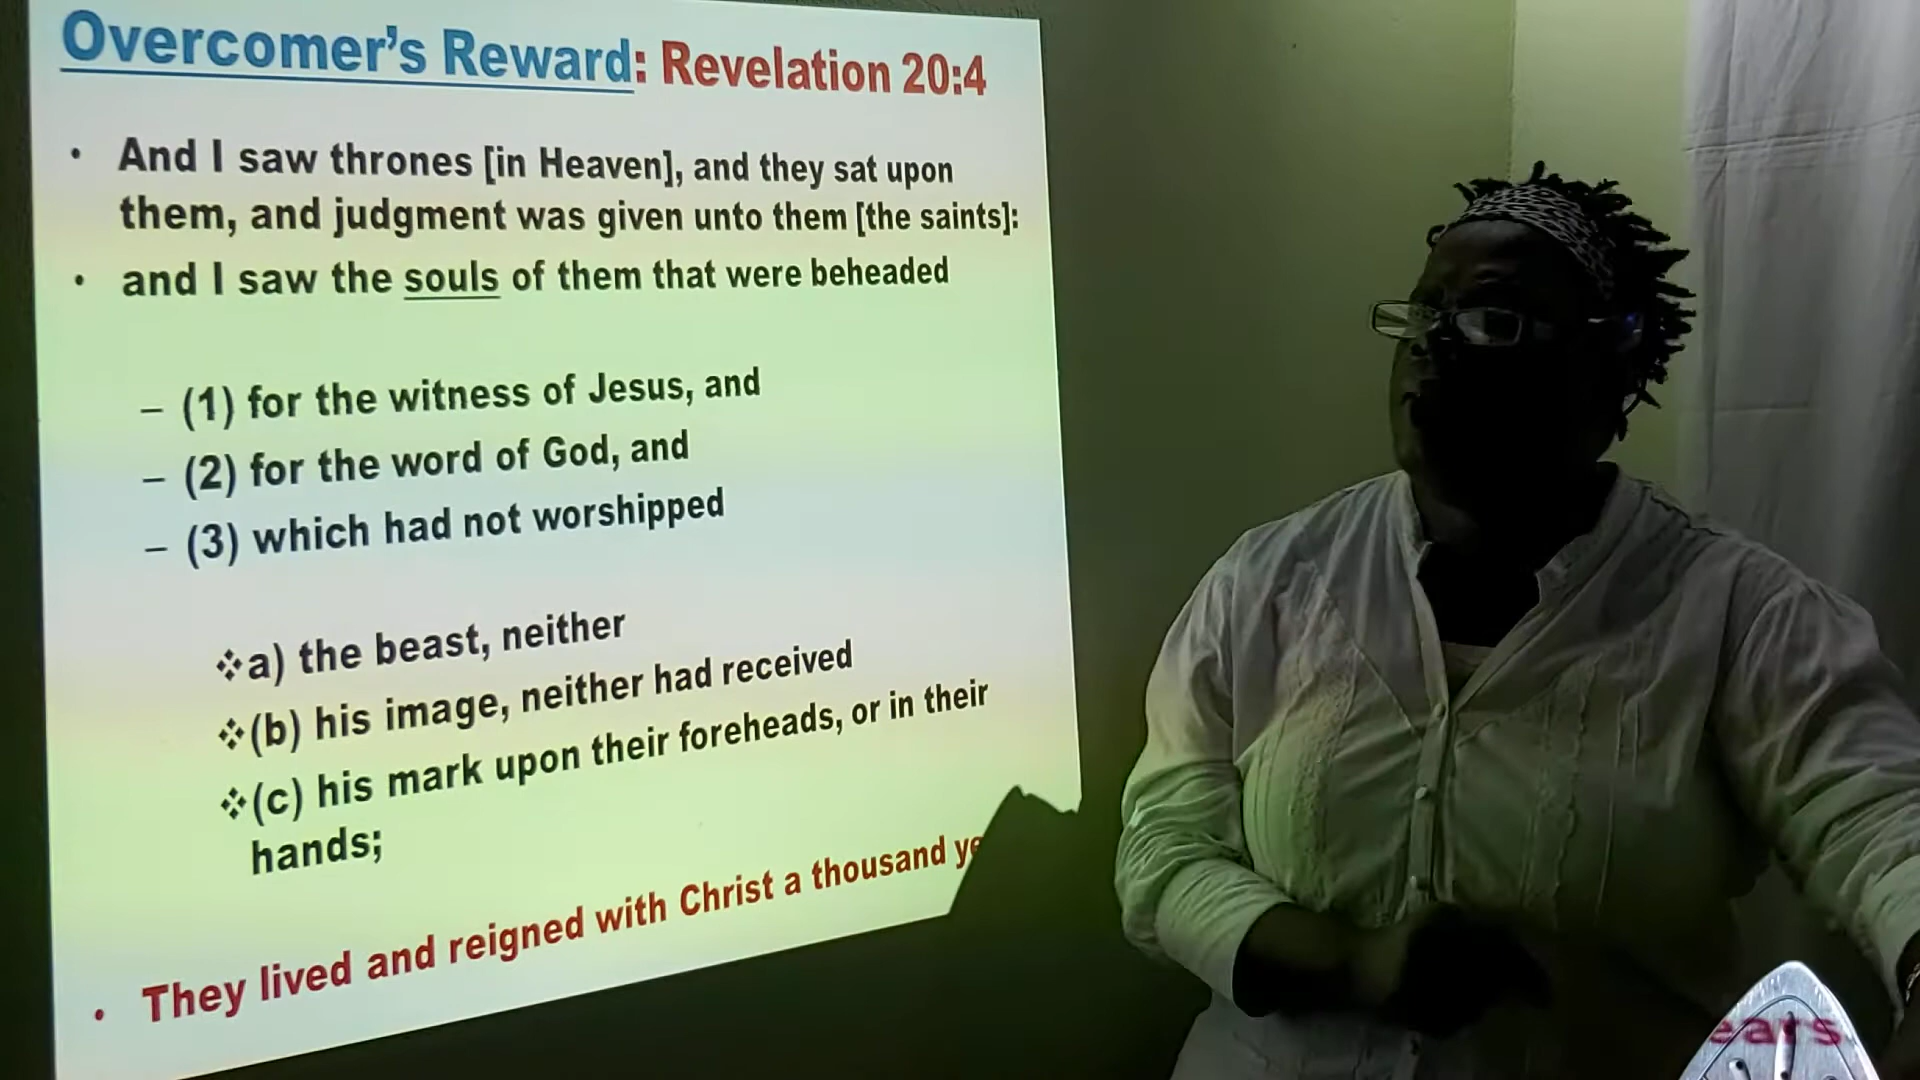 Overcomer's Reward: Revelation 20:4
• And I saw thrones [in Heaven], and they sat upon
them, and judgment was given unto them [the saints]:
• and I saw the souls of them that were beheaded
– (1) for the witness of Jesus, and
– (2) for the word of God, and
– (3) which had not worshipped
❖a) the beast, neither
❖(b) his image, neither had received
❖(c) his mark upon their foreheads, or in their
hands;
• They lived and reigned with Christ a thousand ye
ears